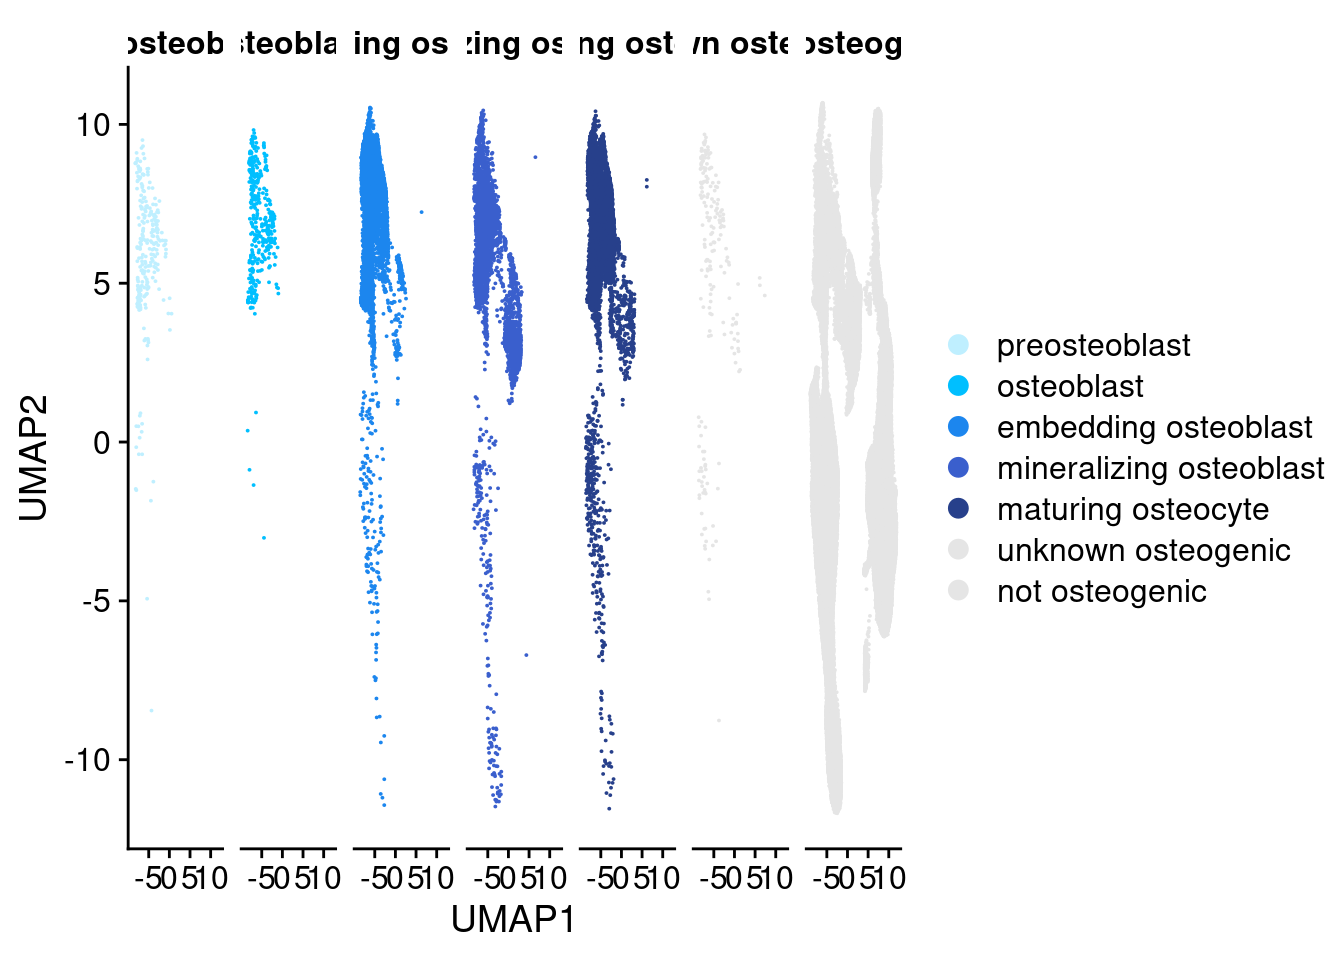 osteob steobla ing os zing os ng ost wn oste osteog
10
5
0
-5
-10
UMAP2
-50510 -50510 -50510 -50510 -50510 -50510 -50510
UMAP1
preosteoblast
osteoblast
embedding osteoblast
mineralizing osteoblast
maturing osteocyte
unknown osteogenic
not osteogenic